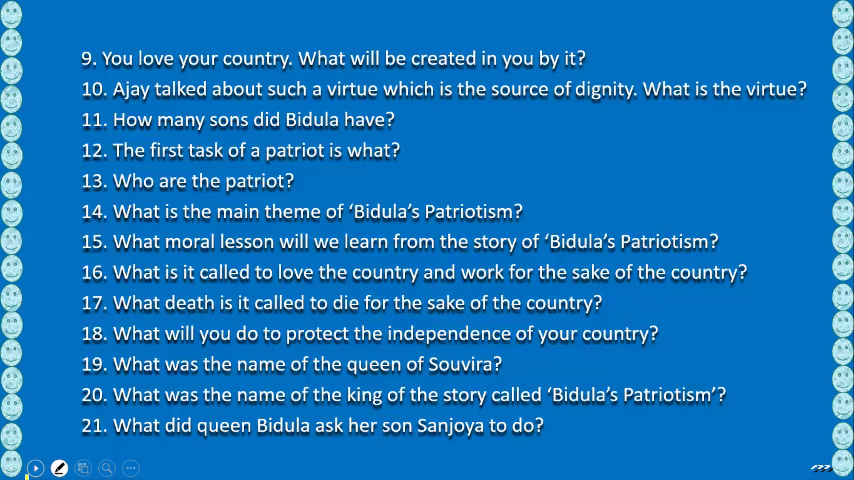 9. You love your country. What will be created in you by it?
10. Ajay talked about such a virtue which is the source of dignity. What is the virtue?
11. How many sons did Bidula have?
12. The first task of a patriot is what?
13. Who are the patriot?
14. What is the main theme of ‘Bidula’s Patriotism?
15. What moral lesson will we learn from the story of ‘Bidula’s Patriotism?
16. What is it called to love the country and work for the sake of the country?
17. What death is it called to die for the sake of the country?
18. What will you do to protect the independence of your country?
19. What was the name of the queen of Souvira?
20. What was the name of the king of the story called ‘Bidula’s Patriotism’?
21. What did queen Bidula ask her son Sanjoya to do?